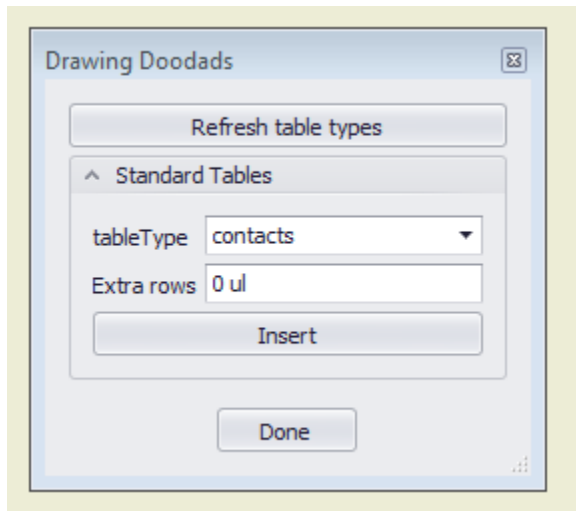 Drawing Doodads
Refresh table types
Standard Tables
tableType contacts
Extra rows 0 ul
Insert
Done